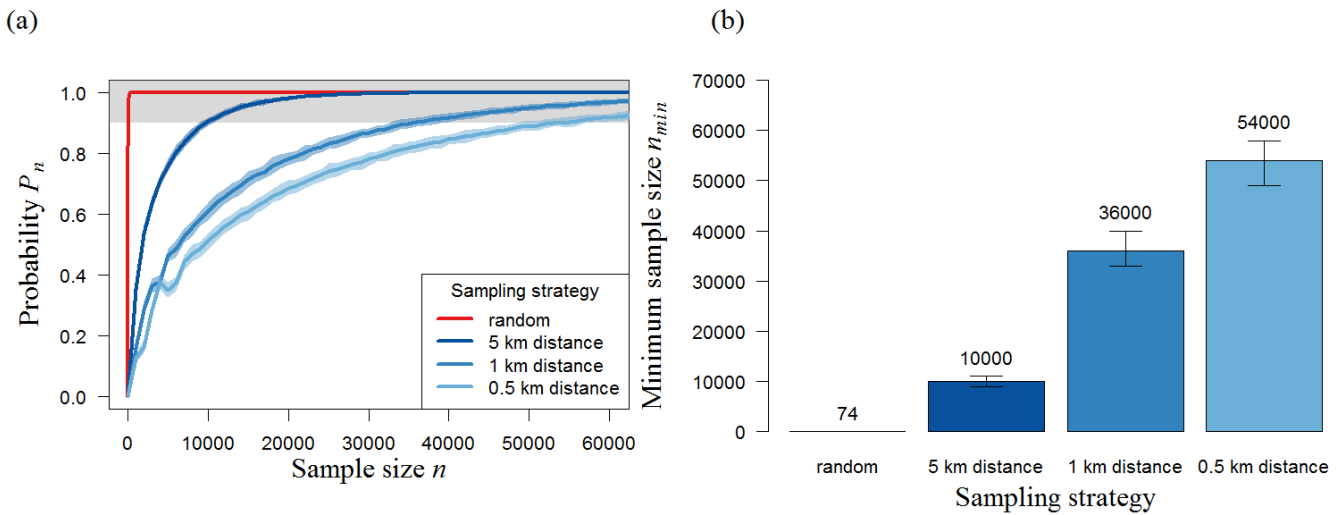 (a)
(b)
Probability P_n
1.0
0.8
0.6
0.4
0.2
0.0
0
10000
20000
30000
40000
50000
60000
Sample size n
Sampling strategy
random
5 km distance
1 km distance
0.5 km distance
Minimum sample size n_min
70000
60000
50000
40000
30000
20000
10000
0
74
10000
36000
54000
random
5 km distance
1 km distance
0.5 km distance
Sampling strategy